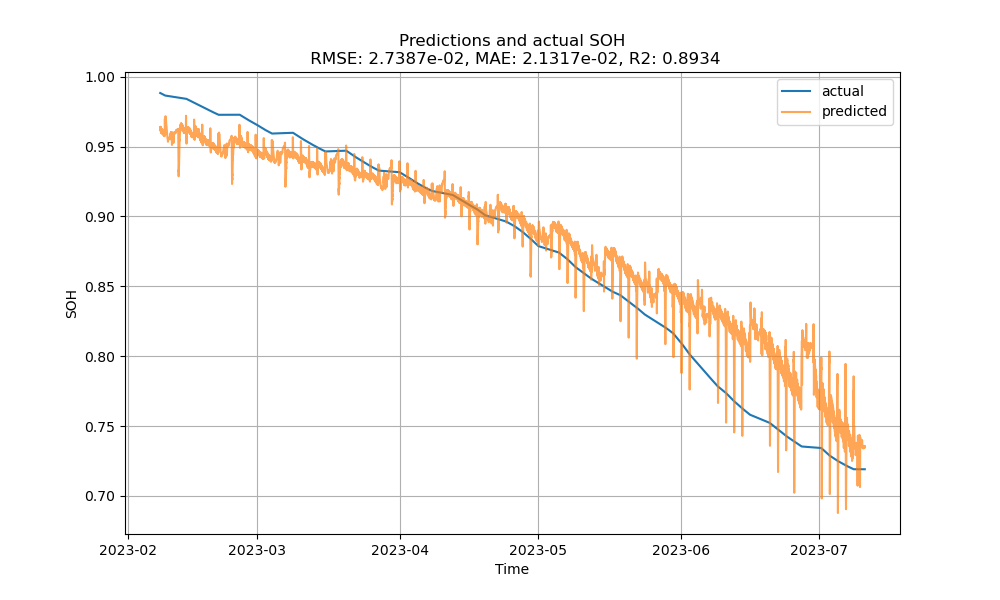 Predictions and actual SOH
RMSE: 2.7387e-02, MAE: 2.1317e-02, R2: 0.8934
actual
predicted
1.00
0.95
0.90
0.85
0.80
0.75
0.70
SOH
2023-02
2023-03
2023-04
2023-05
2023-06
2023-07
Time